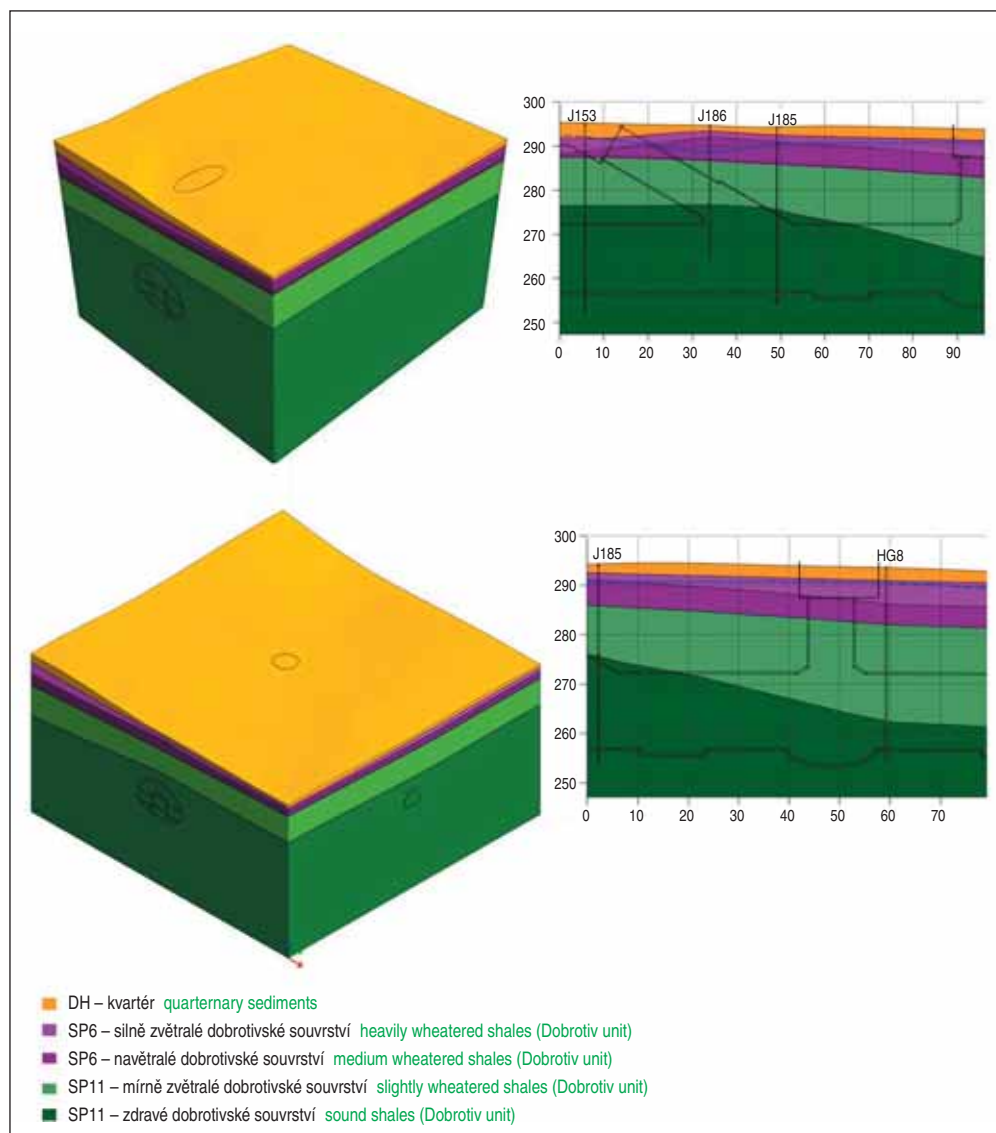 300
290
280
270
260
250
J153
J186
J185
0 10 20 30 40 50 60 70 80 90
300
290
280
270
260
250
J185
HG8
0 10 20 30 40 50 60 70
DH – kvartér quarternary sediments
SP6 – silně zvětralé dobrotivské souvrství heavily wheatered shales (Dobrotiv unit)
SP6 – navětralé dobrotivské souvrství medium wheatered shales (Dobrotiv unit)
SP11 – mírně zvětralé dobrotivské souvrství slightly wheatered shales (Dobrotiv unit)
SP11 – zdravé dobrotivské souvrství sound shales (Dobrotiv unit)